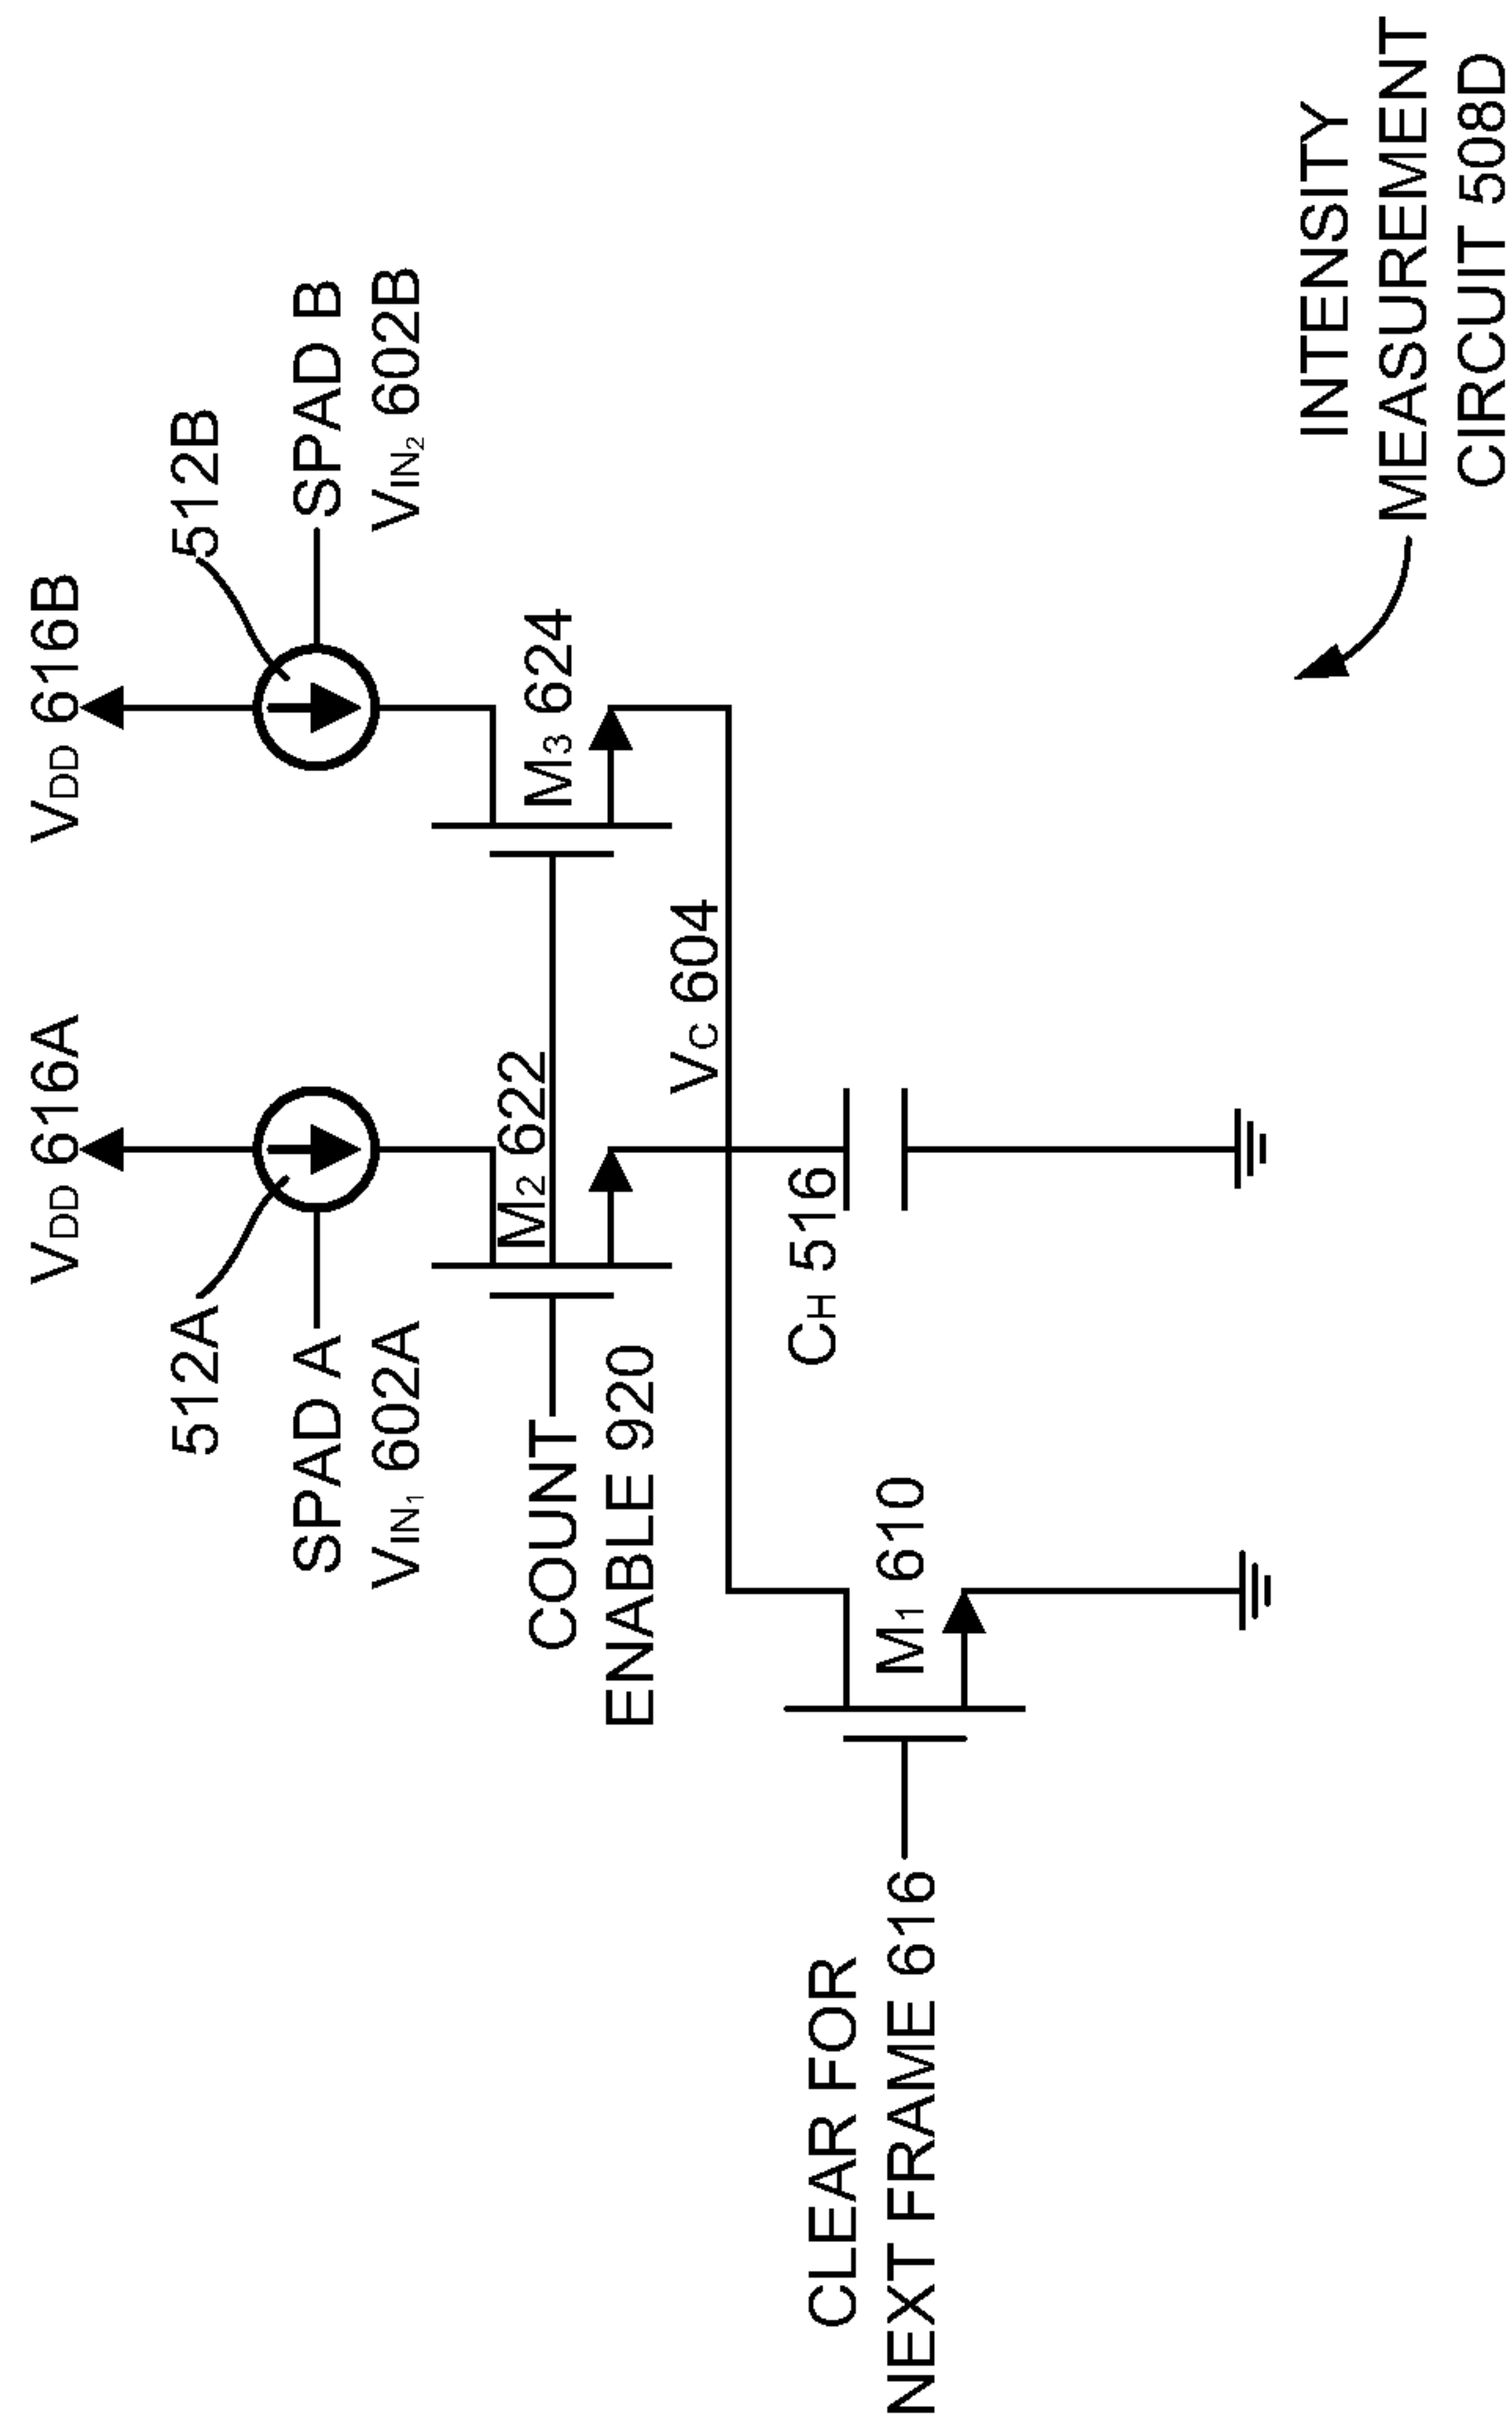 VDD 616A
VDD 616B
512A
512B
SPAD A
VIN1 602A
SPAD B
VIN2 602B
COUNT
ENABLE 920
M2 622
M3 624
VC 604
CLEAR FOR
NEXT FRAME 616
M1 610
CH 516
INTENSITY
MEASUREMENT
CIRCUIT 508D